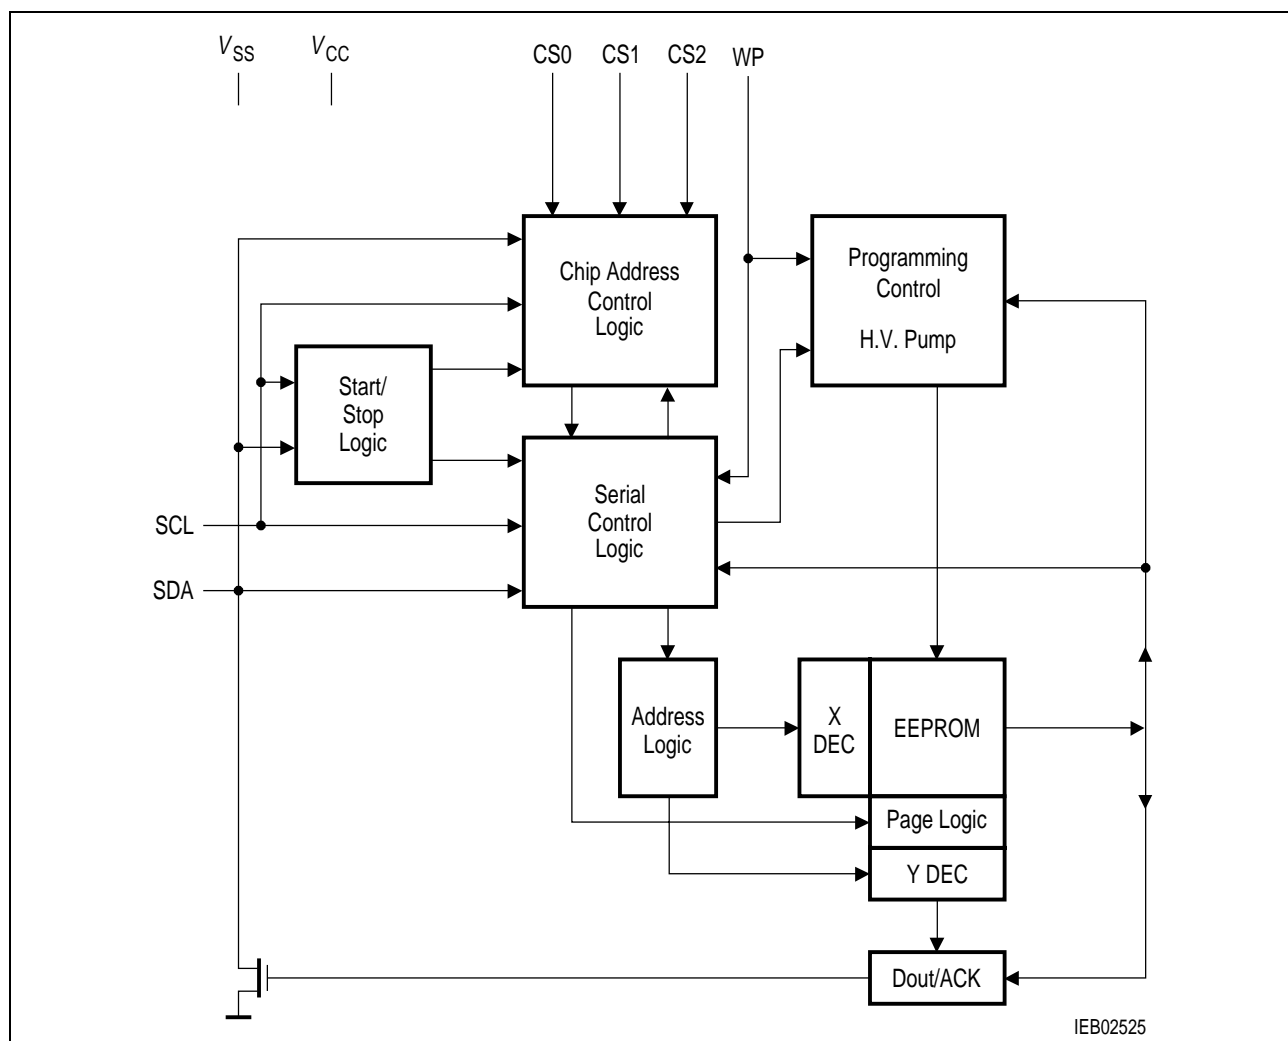 VSS VCC CS0 CS1 CS2 WP
Chip Address
Control
Logic
Programming
Control
H.V. Pump
Start/
Stop
Logic
Serial
Control
Logic
SCL
SDA
Address
Logic
X
DEC
EEPROM
Page Logic
Y DEC
Dout/ACK
IEB02525